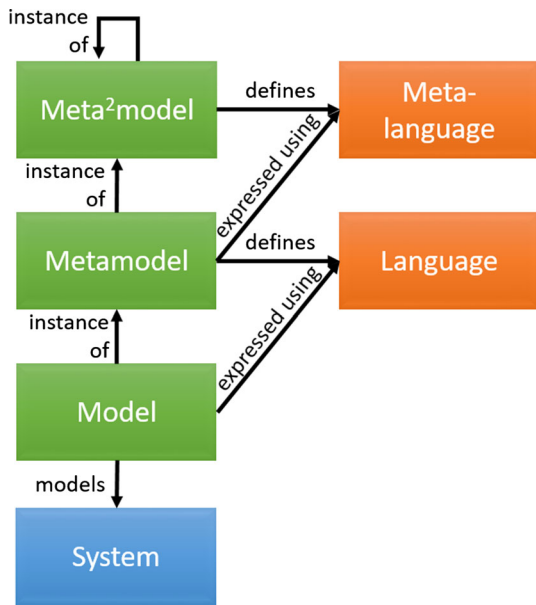 instance
of
Meta²model
defines
Meta-
language
instance
of
expressed using
Metamodel
defines
Language
instance
of
expressed using
Model
models
System